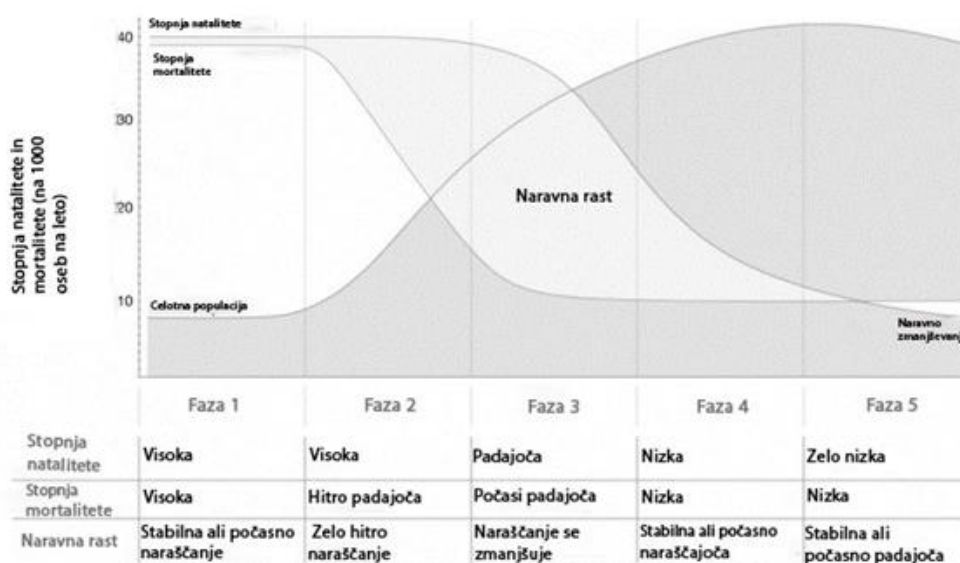 Stopnja natalitete
40
Stopnja
mortalitete
30
Stopnja natalitete in
mortalitete (na 1000
oseb na leto)
Naravna rast
20
10
Celotna populacija
Naravno
zmanjševanj
Faza 1 Faza 2 Faza 3 Faza 4 Faza 5
Stopnja
natalitete
Visoka Visoka Padajoča Nizka Zelo nizka
Stopnja
mortalitete
Visoka Hitro padajoča Počasi padajoča Nizka Nizka
Naravna rast
Stabilna ali počasno
naraščanje
Zelo hitro
naraščanje
Naraščanje se
zmanjšuje
Stabilna ali počasno
naraščajoča
Stabilna ali
počasno padajoča